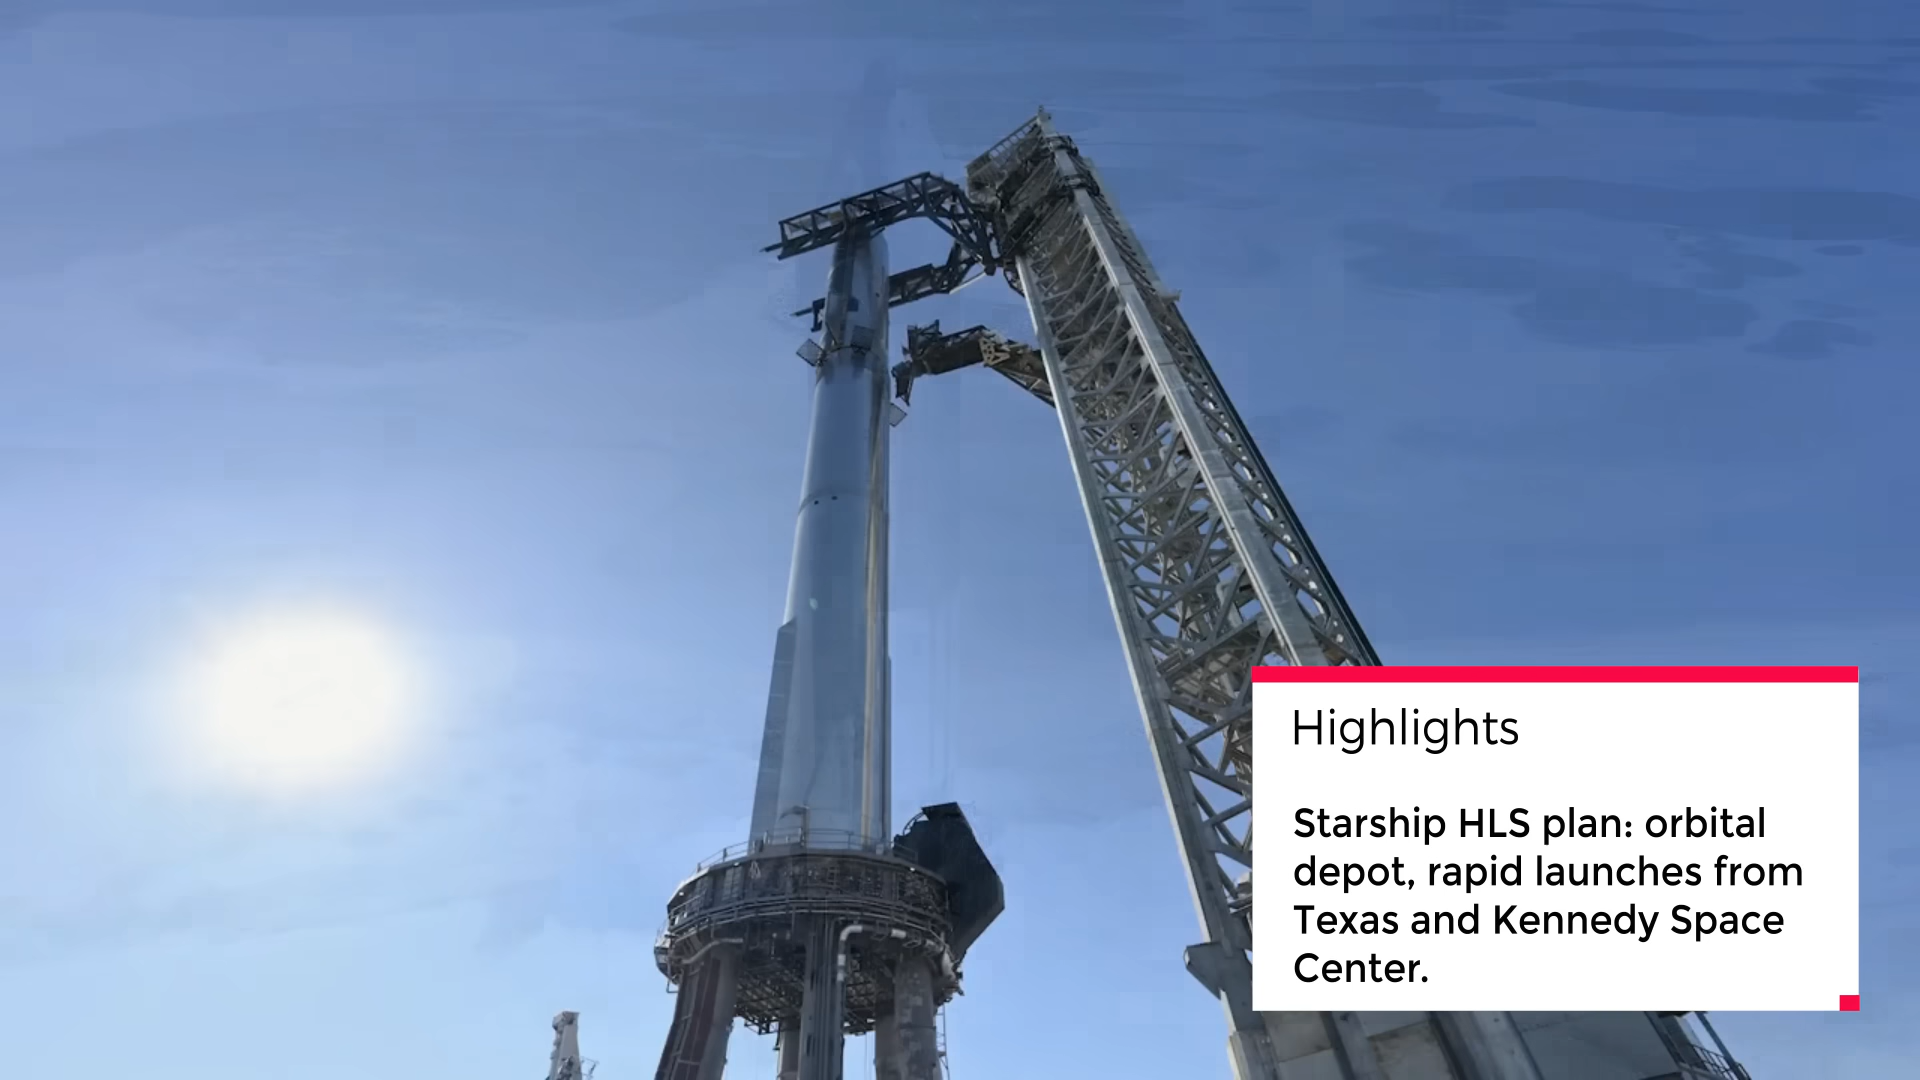 Highlights
Starship HLS plan: orbital
depot, rapid launches from
Texas and Kennedy Space
Center.